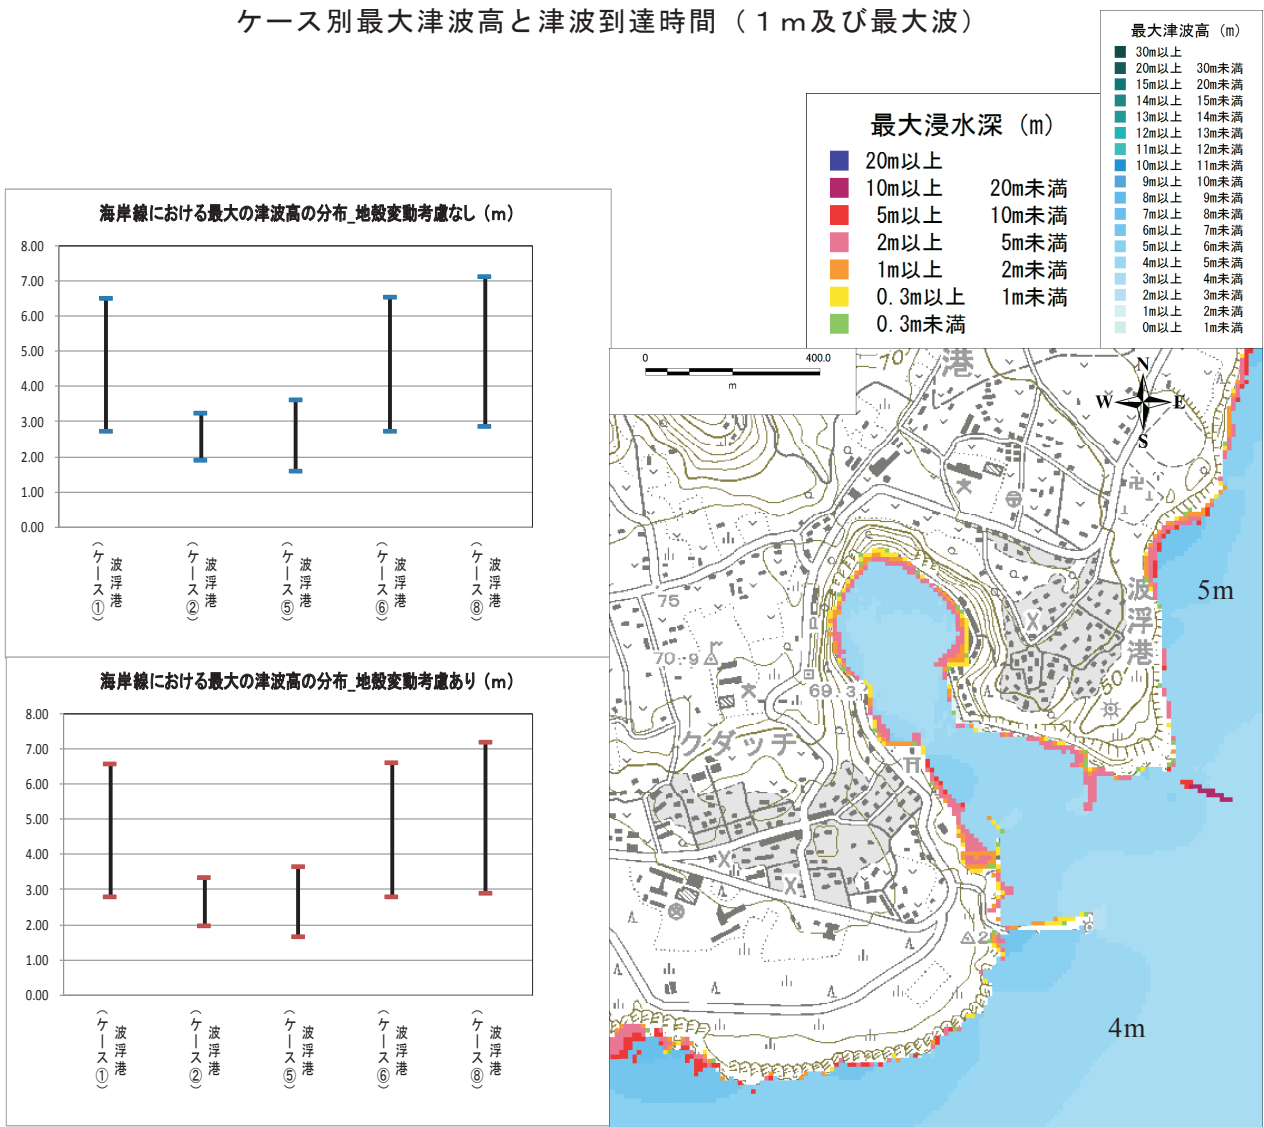 ケース別最大津波高と津波到達時間（１ｍ及び最大波）
最大津波高 (m)
30m以上
20m以上 30m未満
15m以上 20m未満
14m以上 15m未満
13m以上 14m未満
12m以上 13m未満
11m以上 12m未満
10m以上 11m未満
9m以上 10m未満
8m以上 9m未満
7m以上 8m未満
6m以上 7m未満
5m以上 6m未満
4m以上 5m未満
3m以上 4m未満
2m以上 3m未満
1m以上 2m未満
0m以上 1m未満
最大浸水深 (m)
20m以上
10m以上 20m未満
5m以上 10m未満
2m以上 5m未満
1m以上 2m未満
0.3m以上 1m未満
0.3m未満
海岸線における最大の津波高の分布_地殻変動考慮なし（m）
8.00
7.00
6.00
5.00
4.00
3.00
2.00
1.00
0.00
波浮港（ケース①）
波浮港（ケース②）
波浮港（ケース⑤）
波浮港（ケース⑥）
波浮港（ケース⑧）
海岸線における最大の津波高の分布_地殻変動考慮あり（m）
8.00
7.00
6.00
5.00
4.00
3.00
2.00
1.00
0.00
波浮港（ケース①）
波浮港（ケース②）
波浮港（ケース⑤）
波浮港（ケース⑥）
波浮港（ケース⑧）
0 400.0
m
港
N
W E
S
75
70.9
69.3
クダッチ
波浮港
50
5m
4m